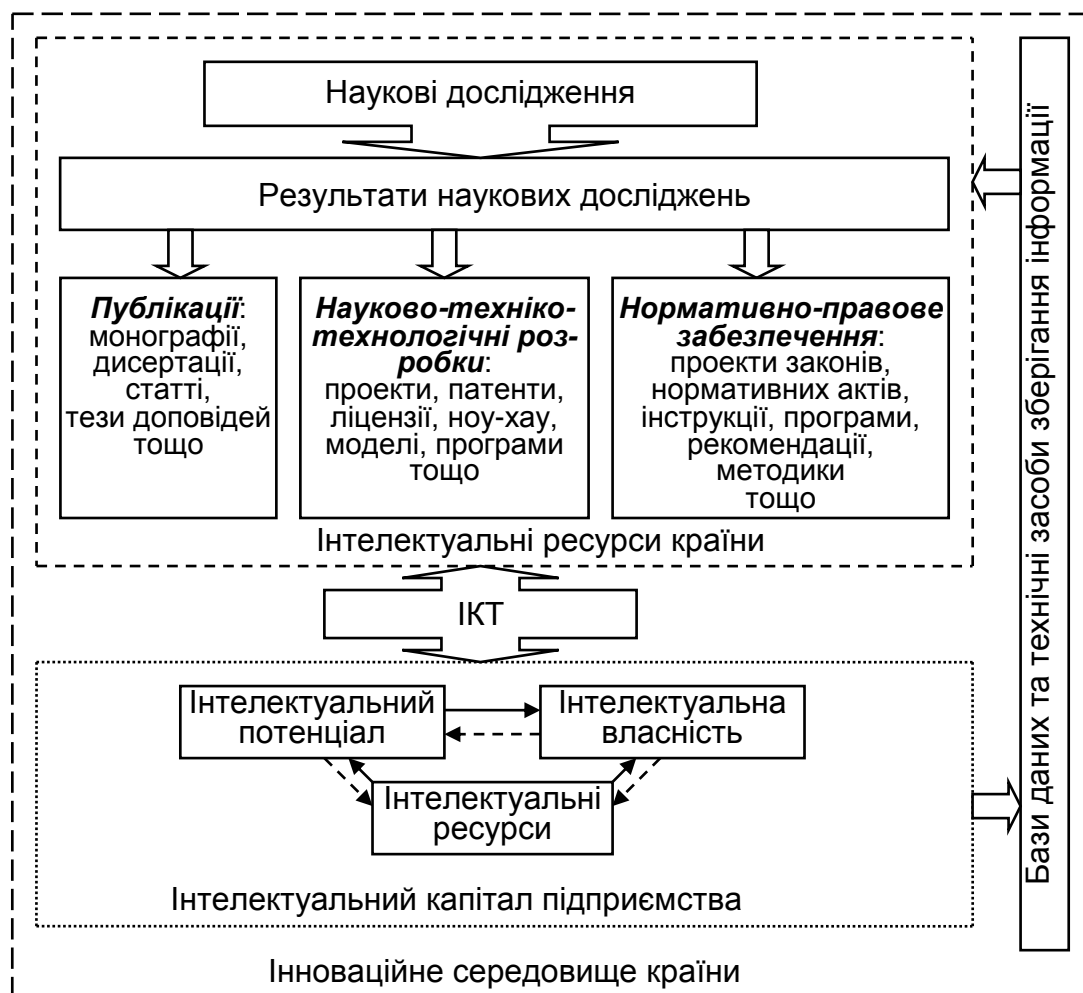 Наукові дослідження
Результати наукових досліджень
Публікації:
монографії,
дисертації,
статті,
тези доповідей
тощо
Науково-техніко-
технологічні роз-
робки:
проекти, патенти,
ліцензії, ноу-хау,
моделі, програми
тощо
Нормативно-правове
забезпечення:
проекти законів,
нормативних актів,
інструкції, програми,
рекомендації,
методики
тощо
Інтелектуальні ресурси країни
ІКТ
Інтелектуальний
потенціал
Інтелектуальна
власність
Інтелектуальні
ресурси
Інтелектуальний капітал підприємства
Інноваційне середовище країни
Бази даних та технічні засоби зберігання інформації